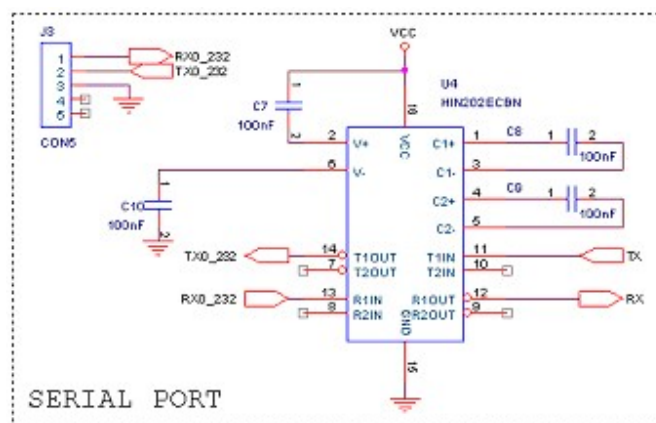 J3
VCC
1 RX0_232
2 TX0_232
3
4
5
CON5
U4
HIN202ECBN
1
C7
100nF
2
16
2 V+
VCC
C1+ 1 C8 1 2
100nF
6 V-
C1- 3
1
C10
100nF
2
C2+ 4 C9 1 2
100nF
C2- 5
TX0_232 14 T1OUT
T1IN 11 TX
7 T2OUT
T2IN 10
RX0_232 13 R1IN
R1OUT 12 RX
8 R2IN
R2OUT 9
GND
15
SERIAL PORT